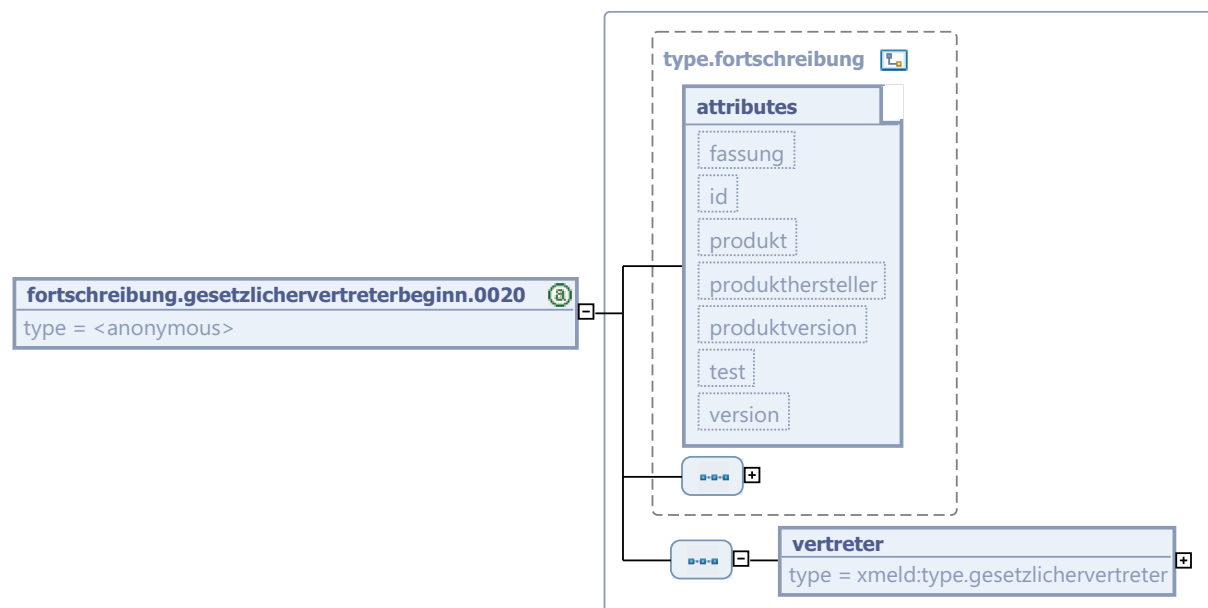 type.fortschreibung
attributes
fassung
id
produkt
produkthersteller
produktversion
test
version
fortschreibung.gesetzlichervertreterbeginn.0020 @
type = <anonymous>
vertreter
type = xmeld:type.gesetzlichervertreter